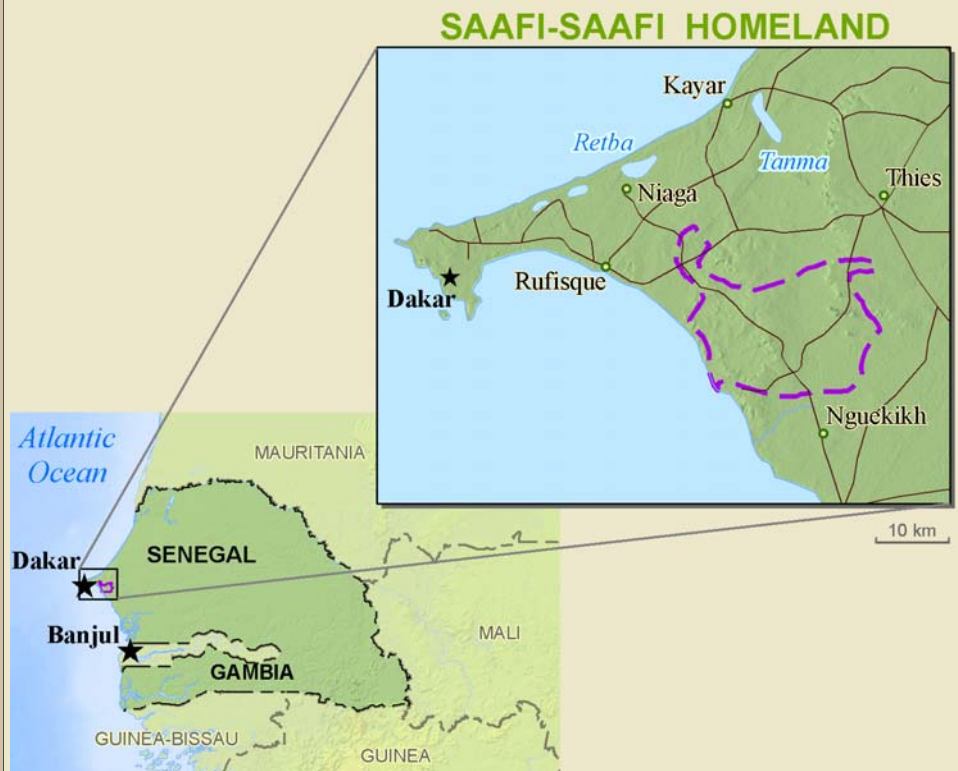 SAAFI-SAAFI HOMELAND
Kayar
Retba
Tanma
Thies
Niaga
Rufisque
Dakar
Nguekikh
10 km
Atlantic
Ocean
MAURITANIA
SENEGAL
Dakar
Banjul
MALI
GAMBIA
GUINEA-BISSAU
GUINEA